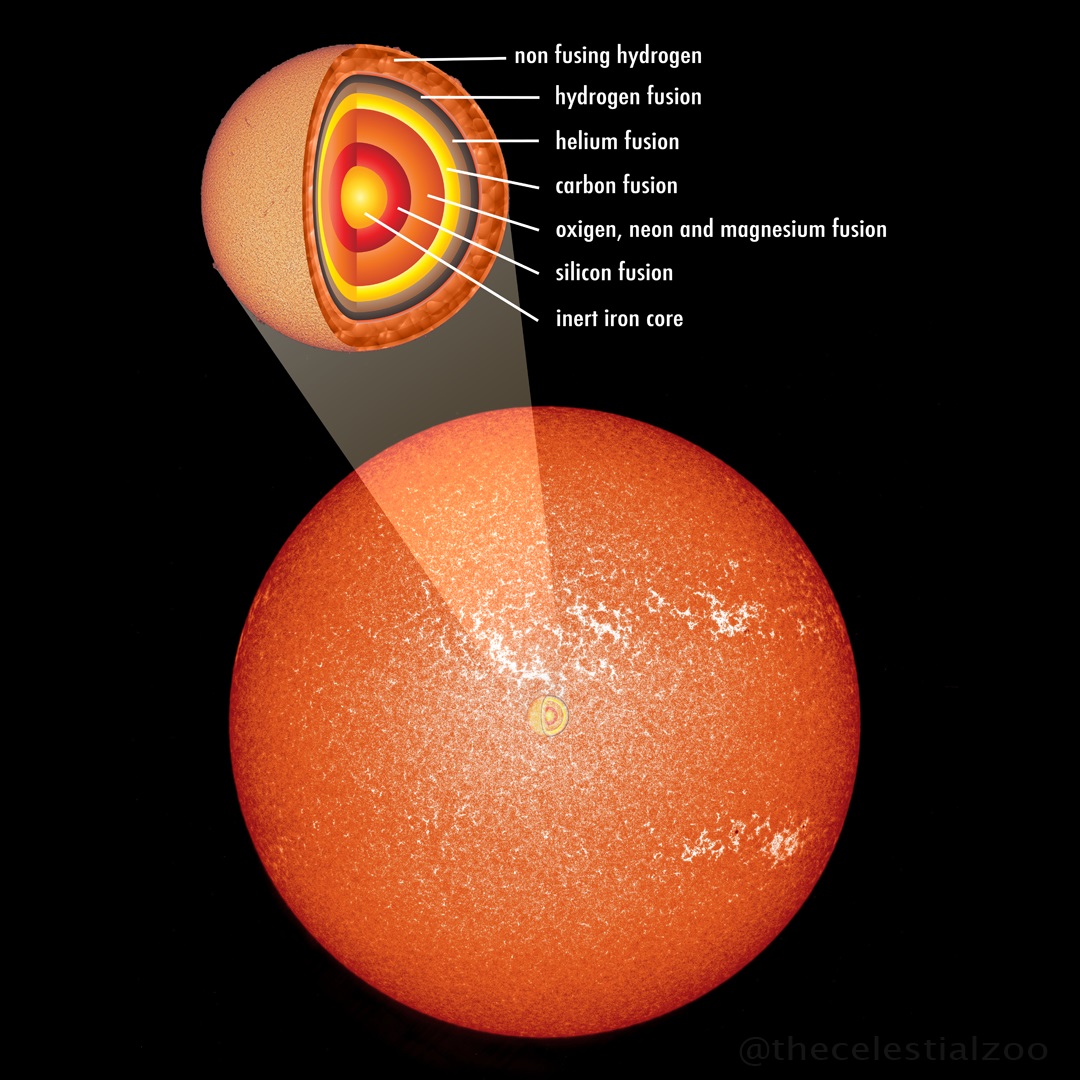 non fusing hydrogen
hydrogen fusion
helium fusion
carbon fusion
oxigen, neon and magnesium fusion
silicon fusion
inert iron core
@thecelestialzoo